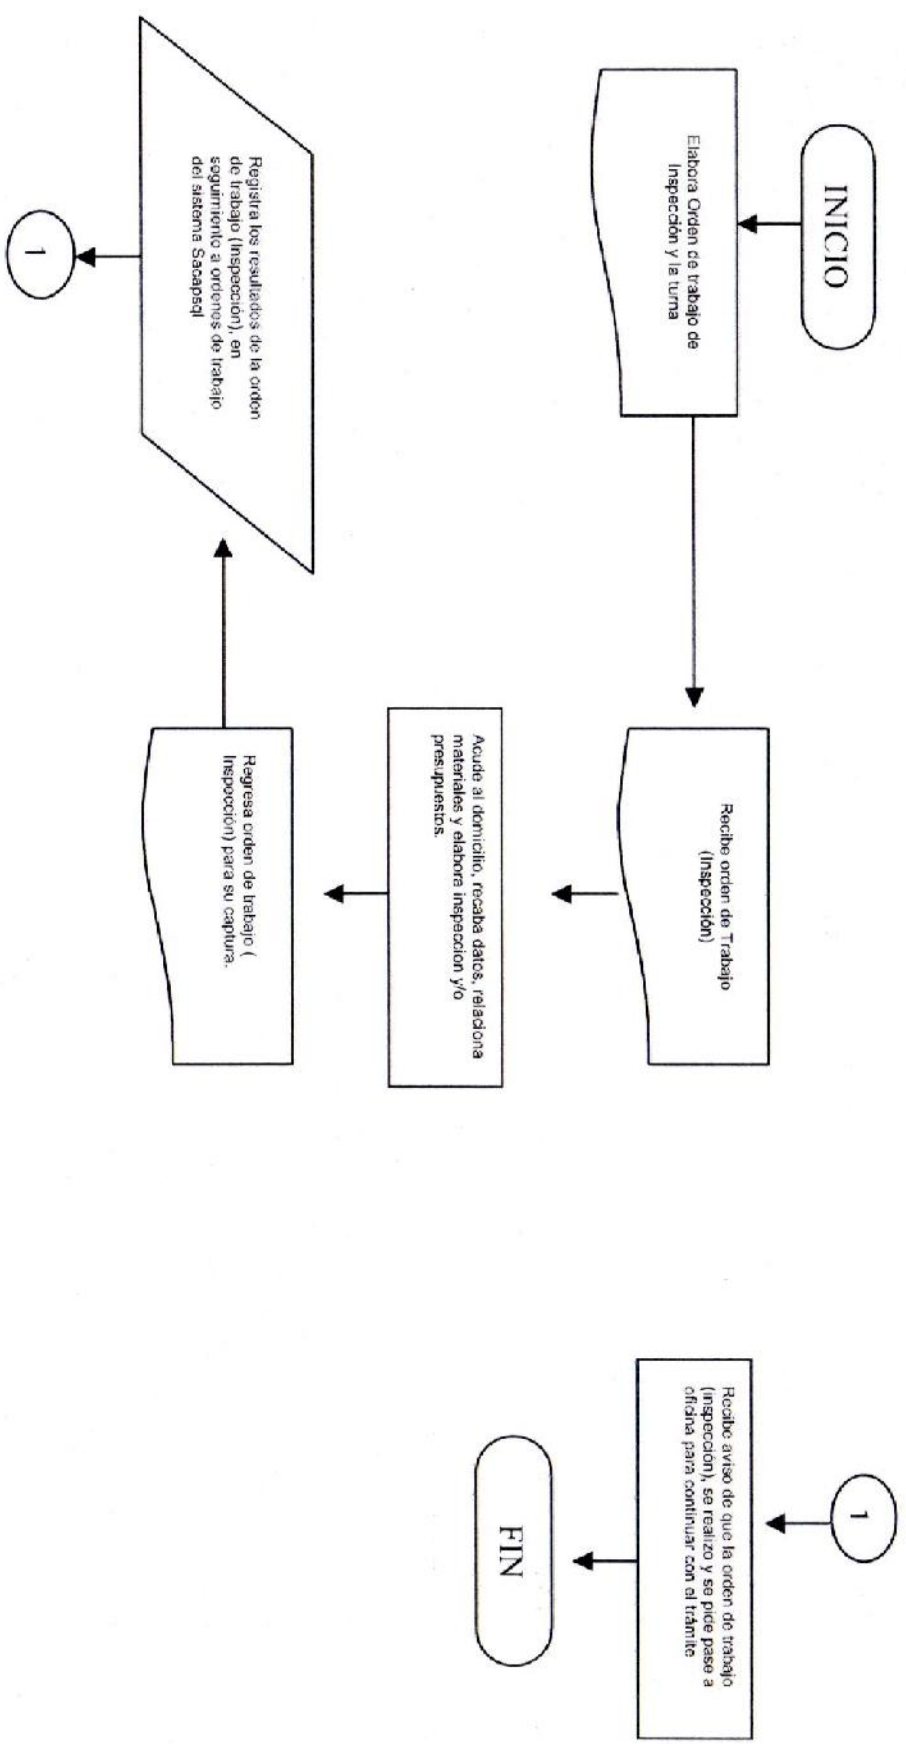 INICIO
Elabora Orden de trabajo de
Inspección y la turna
Recibe orden de Trabajo
(Inspección)
Acude al domicilio, recaba datos, relaciona
materiales y elabora inspeccion y/o
presupuestos.
Regresa orden de trabajo (
Inspección) para su captura.
Registra los resultados de la orden
de trabajo (Inspección), en
seguimiento a ordenes de trabajo
del sistema Sacapsql
1
1
Recibe aviso de que la orden de trabajo
(inspección), se realizo y se pide pase a
oficina para continuar con el trámite
FIN